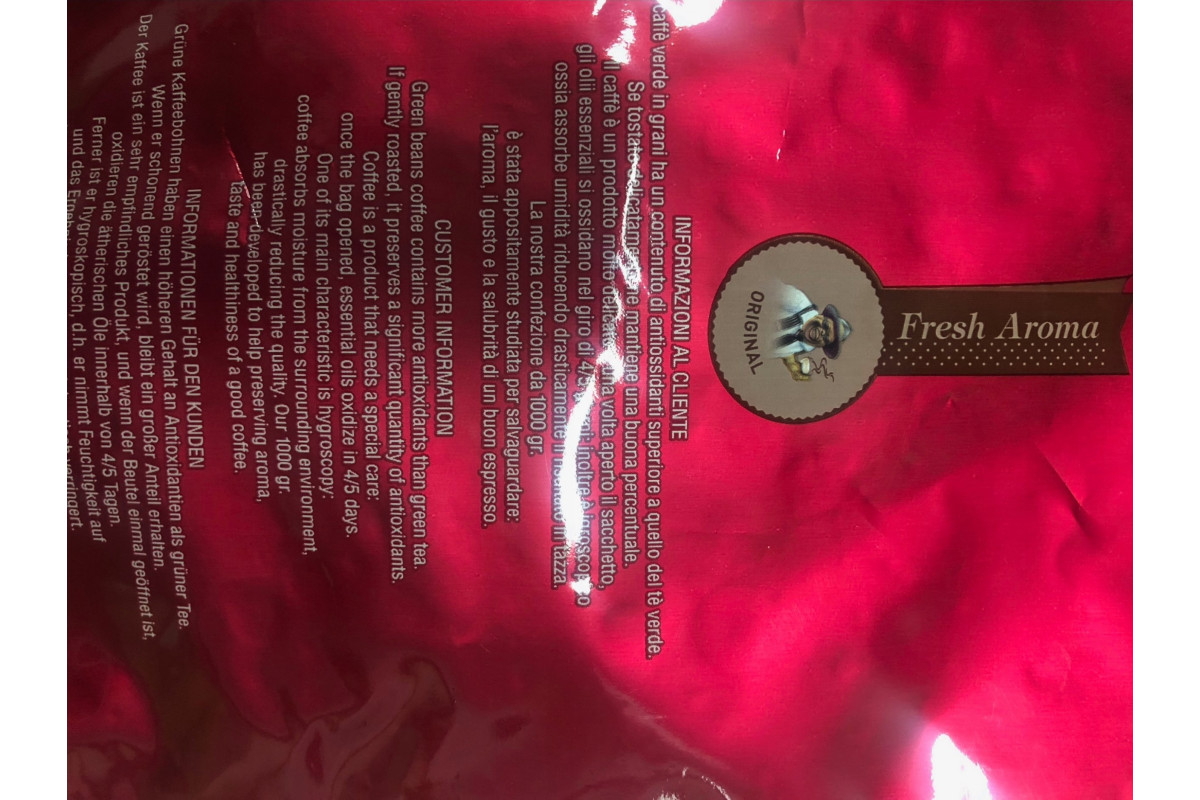 Fresh Aroma
ORIGINAL
INFORMAZIONI AL CLIENTE
caffè verde in grani ha un contenuto di antiossidanti superiore a quello del tè verde.
Se tostato delicatamente ne mantiene una buona percentuale.
Il caffè è un prodotto molto una volta aperto il sacchetto,
gli olii essenziali si ossidano nel giro di 4/5 inoltre è igroscopico
ossia assorbe umidità riducendo drasticamente il risultato in tazza.
La nostra confezione da 1000 gr.
è stata appositamente studiata per salvaguardare:
l'aroma, il gusto e la salubrità di un buon espresso.
CUSTOMER INFORMATION
Green beans coffee contains more antioxidants than green tea.
If gently roasted, it preserves a significant quantity of antioxidants.
Coffee is a product that needs a special care:
once the bag opened, essential oils oxidize in 4/5 days.
One of its main characteristic is hygroscopy:
coffee absorbs moisture from the surrounding environment,
drastically reducing the quality. Our 1000 gr.
has been developed to help preserving aroma,
taste and healthiness of a good coffee.
INFORMATIONEN FÜR DEN KUNDEN
Grüne Kaffeebohnen haben einen höheren Gehalt an Antioxidantien als grüner Tee.
Wenn er schonend geröstet wird, bleibt ein großer Anteil erhalten.
Der Kaffee ist ein sehr empfindliches Produkt, und wenn der Beutel einmal geöffnet ist,
oxidieren die ätherischen Öle innerhalb von 4/5 Tagen.
Ferner ist er hygroskopisch, d.h. er nimmt Feuchtigkeit auf
und das verringert.